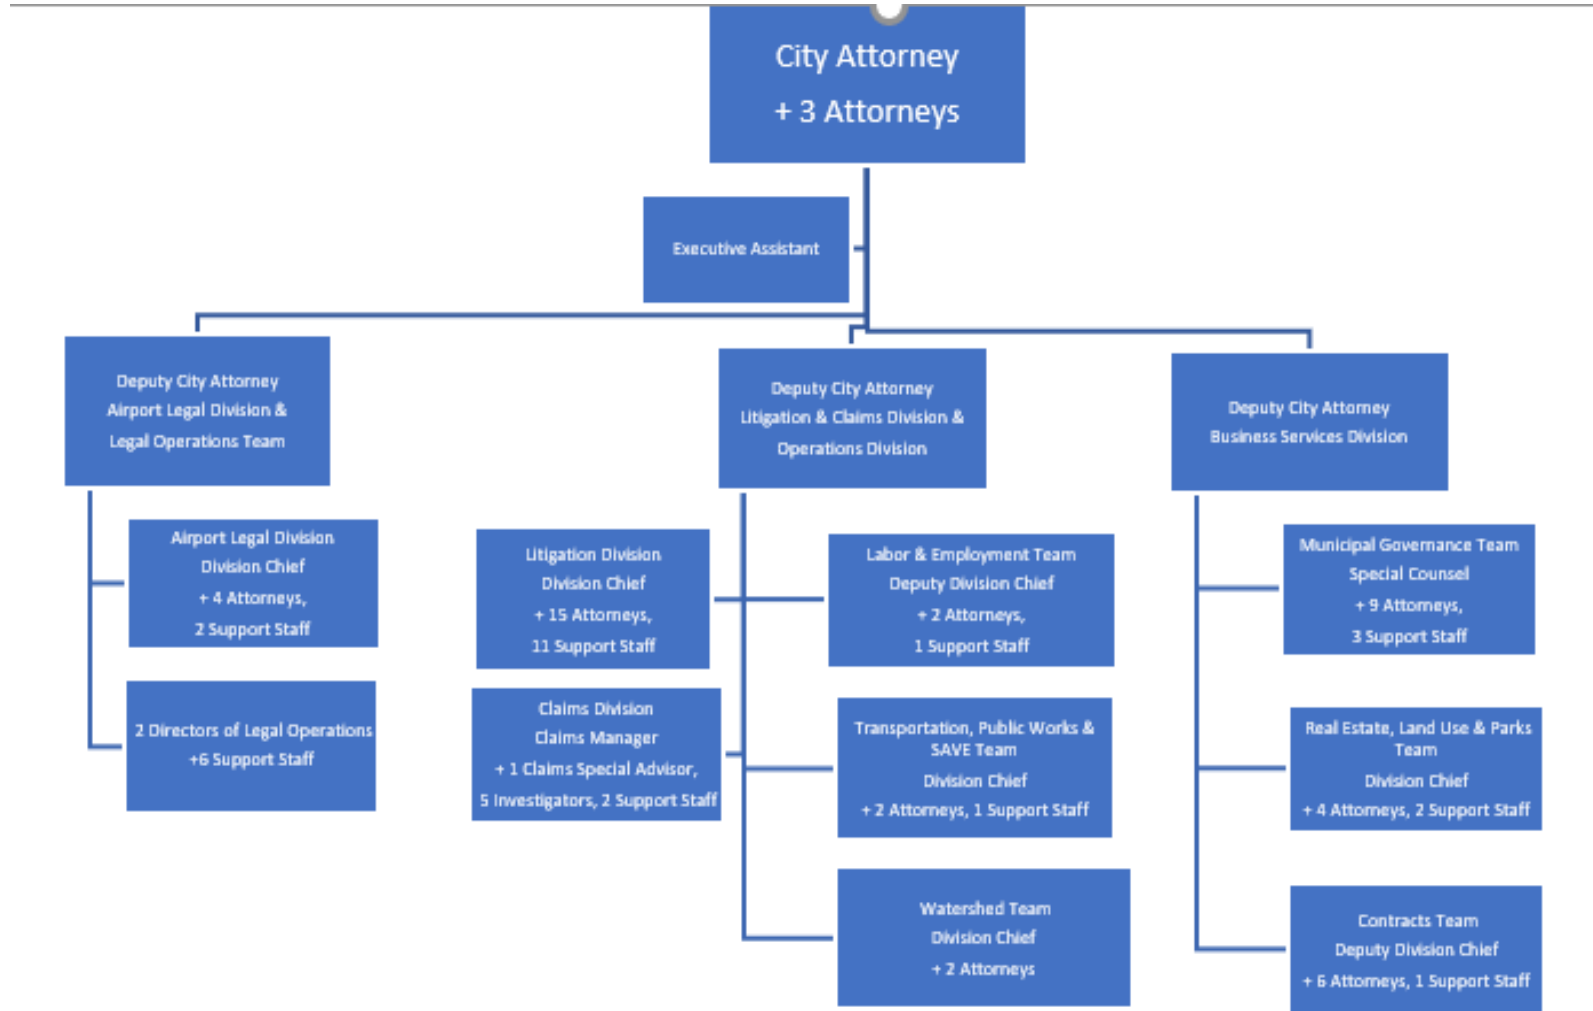 City Attorney
+ 3 Attorneys
Executive Assistant
Deputy City Attorney
Airport Legal Division &
Legal Operations Team
Deputy City Attorney
Litigation & Claims Division &
Operations Division
Deputy City Attorney
Business Services Division
Airport Legal Division
Division Chief
+ 4 Attorneys,
2 Support Staff
2 Directors of Legal Operations
+6 Support Staff
Litigation Division
Division Chief
+ 15 Attorneys,
11 Support Staff
Claims Division
Claims Manager
+ 1 Claims Special Advisor,
5 Investigators, 2 Support Staff
Labor & Employment Team
Deputy Division Chief
+ 2 Attorneys,
1 Support Staff
Transportation, Public Works &
SAVE Team
Division Chief
+ 2 Attorneys, 1 Support Staff
Watershed Team
Division Chief
+ 2 Attorneys
Municipal Governance Team
Special Counsel
+ 9 Attorneys,
3 Support Staff
Real Estate, Land Use & Parks
Team
Division Chief
+ 4 Attorneys, 2 Support Staff
Contracts Team
Deputy Division Chief
+ 6 Attorneys, 1 Support Staff